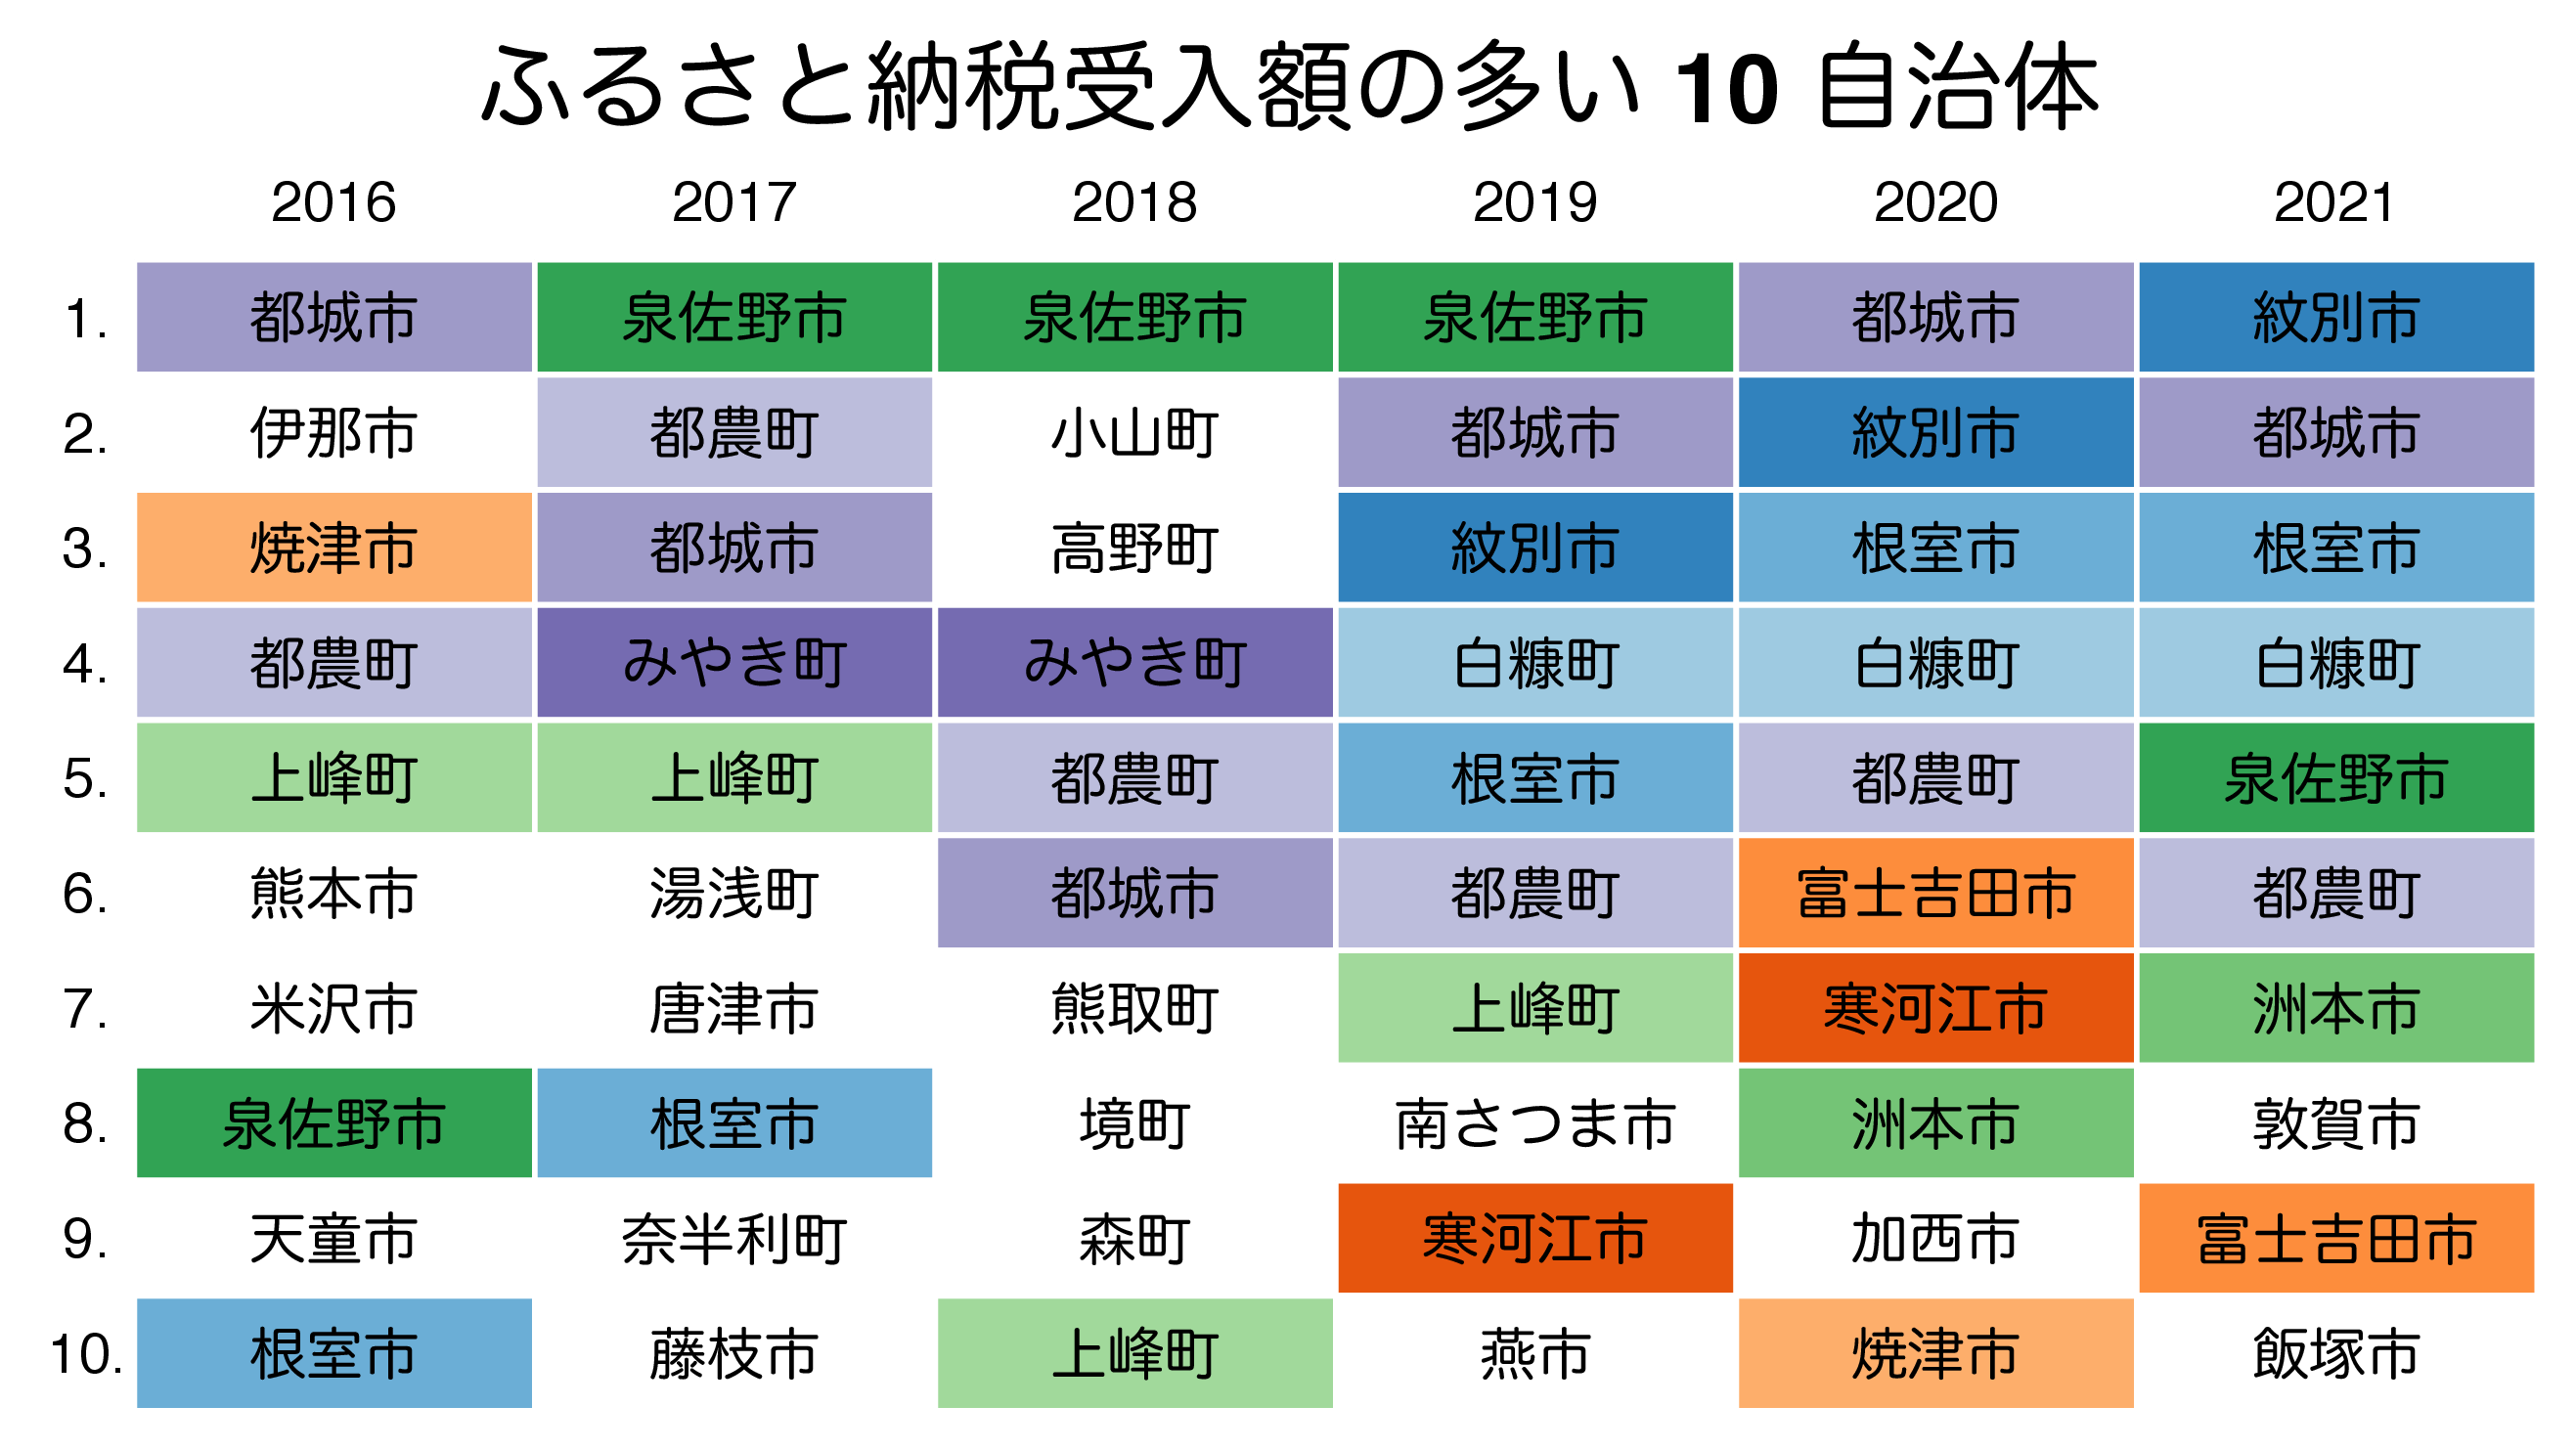 ふるさと納税受入額の多い 10 自治体
2016 2017 2018 2019 2020 2021
1. 都城市 泉佐野市 泉佐野市 泉佐野市 都城市 紋別市
2. 伊那市 都農町 小山町 都城市 紋別市 都城市
3. 焼津市 都城市 高野町 紋別市 根室市 根室市
4. 都農町 みやき町 みやき町 白糠町 白糠町 白糠町
5. 上峰町 上峰町 都農町 根室市 都農町 泉佐野市
6. 熊本市 湯浅町 都城市 都農町 富士吉田市 都農町
7. 米沢市 唐津市 熊取町 上峰町 寒河江市 洲本市
8. 泉佐野市 根室市 境町 南さつま市 洲本市 敦賀市
9. 天童市 奈半利町 森町 寒河江市 加西市 富士吉田市
10. 根室市 藤枝市 上峰町 燕市 焼津市 飯塚市